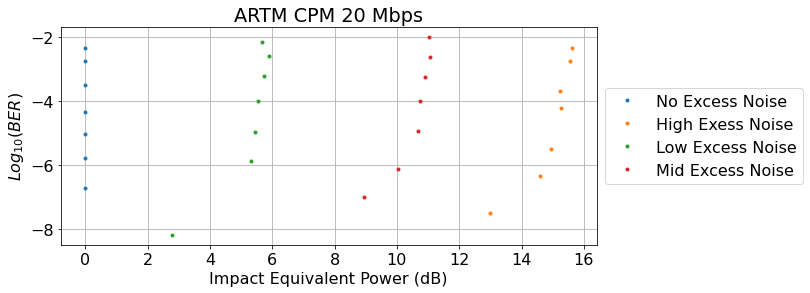 ARTM CPM 20 Mbps
−2
−4
−6
−8
Log₁₀(BER)
0 2 4 6 8 10 12 14 16
Impact Equivalent Power (dB)
No Excess Noise
High Exess Noise
Low Excess Noise
Mid Excess Noise